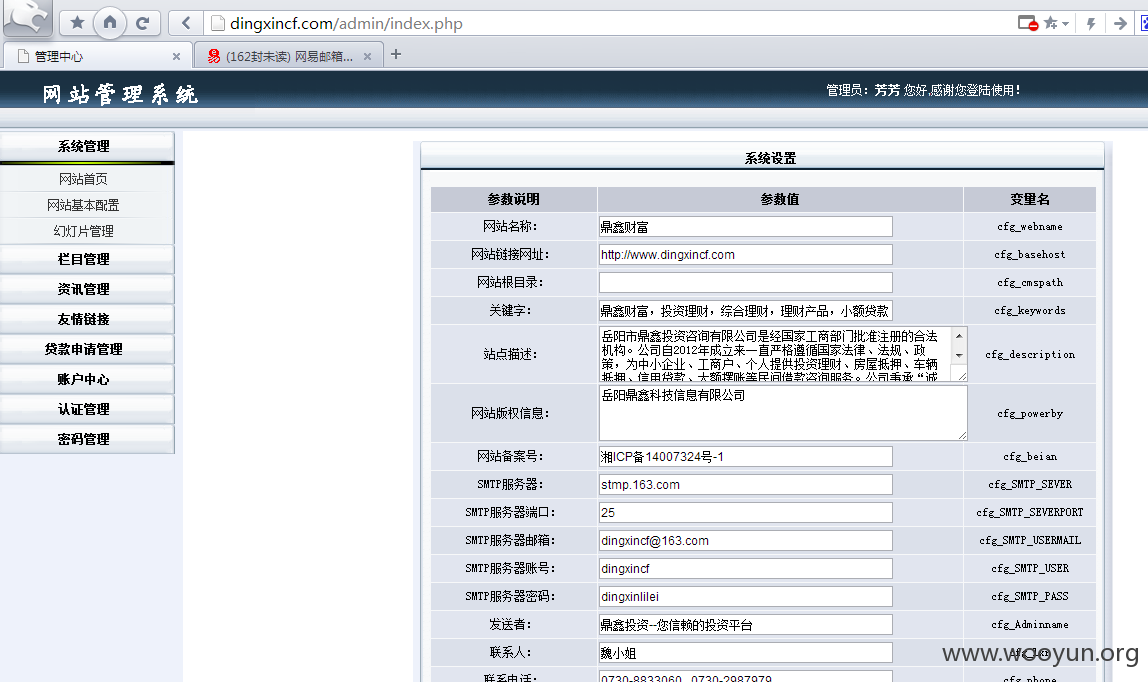 dingxincf.com/admin/index.php
管理中心
(162封未读) 网易邮箱...
网站管理系统
管理员：芳芳 您好,感谢您登陆使用！
系统管理
网站首页
网站基本配置
幻灯片管理
栏目管理
资讯管理
友情链接
贷款申请管理
账户中心
认证管理
密码管理
系统设置
参数说明 参数值 变量名
网站名称： 鼎鑫财富 cfg_webname
网站链接网址： http://www.dingxincf.com cfg_basehost
网站根目录： cfg_cmspath
关键字： 鼎鑫财富，投资理财，综合理财，理财产品，小额贷款 cfg_keywords
站点描述： cfg_description
岳阳市鼎鑫投资咨询有限公司是经国家工商部门批准注册的合法
机构。公司自2012年成立来一直严格遵循国家法律、法规、政
策，为中小企业、工商户、个人提供投资理财、房屋抵押、车辆
抵押、信用贷款、大额摆账等民间借款咨询服务。公司秉承“诚
网站版权信息： 岳阳鼎鑫科技信息有限公司 cfg_powerby
网站备案号： 湘ICP备14007324号-1 cfg_beian
SMTP服务器： stmp.163.com cfg_SMTP_SEVER
SMTP服务器端口： 25 cfg_SMTP_SEVERPORT
SMTP服务器邮箱： dingxincf@163.com cfg_SMTP_USERMAIL
SMTP服务器账号： dingxincf cfg_SMTP_USER
SMTP服务器密码： dingxinlilei cfg_SMTP_PASS
发送者： 鼎鑫投资--您信赖的投资平台 cfg_Adminname
联系人： 魏小姐
www.wooyun.org
联系电话： 0730-8833060 0730-2987979 cfg_phone